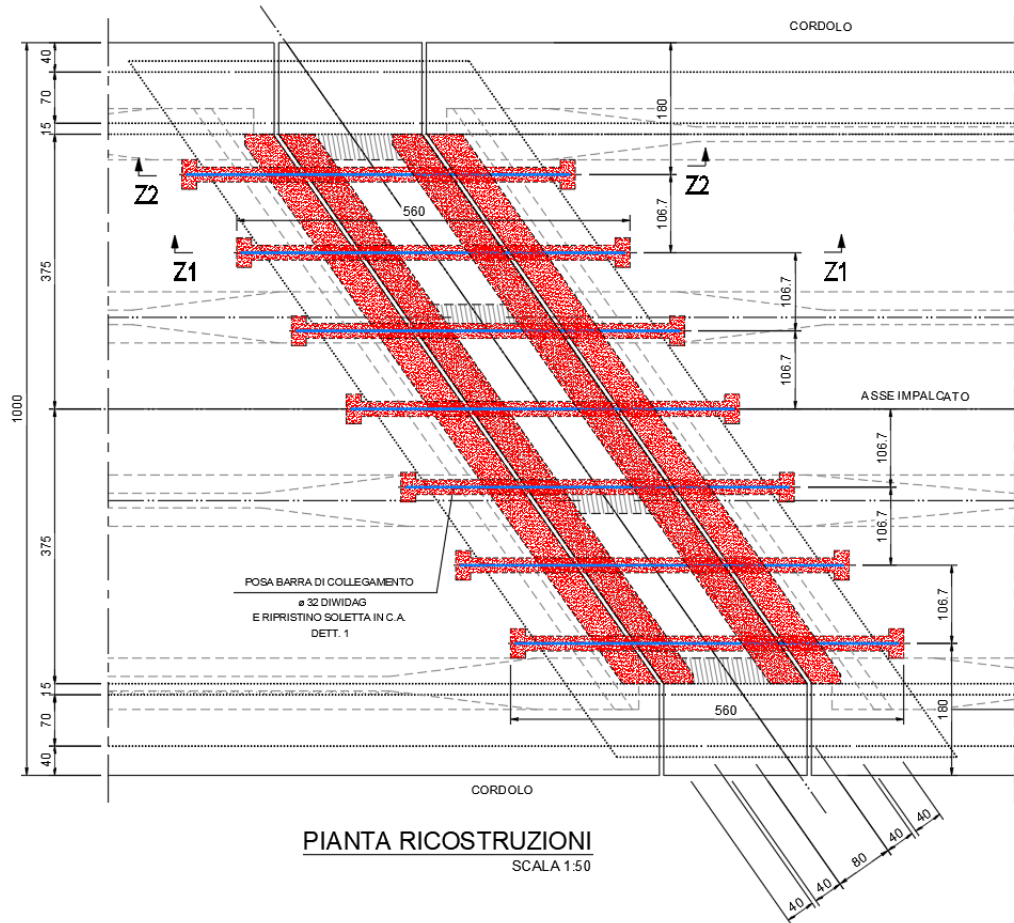 CORDOLO
40
70
15
375
1000
375
15
70
40
180
106.7
Z2
Z2
560
Z1
Z1
106.7
106.7
ASSE IMPALCATO
106.7
106.7
POSA BARRA DI COLLEGAMENTO
ø 32 DIWIDAG
E RIPRISTINO SOLETTA IN C.A.
DETT. 1
106.7
560
180
CORDOLO
PIANTA RICOSTRUZIONI
SCALA 1:50
40
40
80
40
40